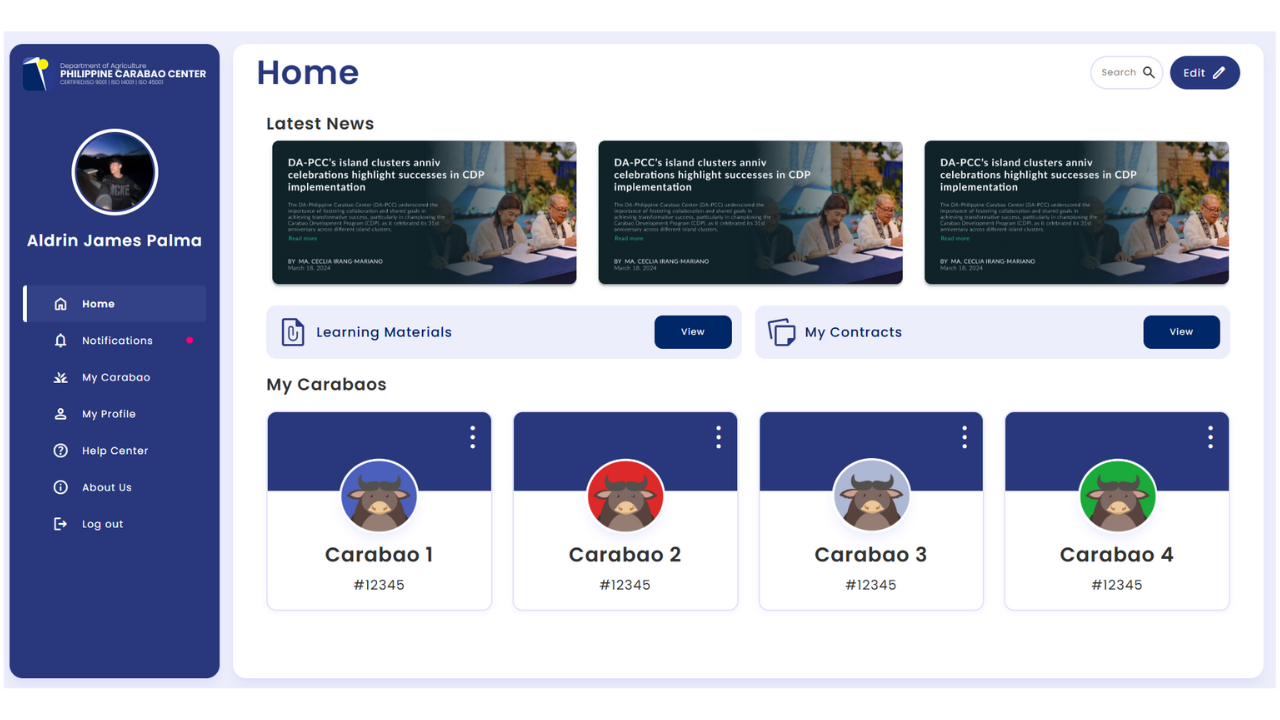 Department of Agriculture
PHILIPPINE CARABAO CENTER
CERTIFIED ISO 9001 | ISO 14001 | ISO 45001
Aldrin James Palma
Home
Notifications
My Carabao
My Profile
Help Center
About Us
Log out
Home
Search
Edit
Latest News
DA-PCC's island clusters anniv
celebrations highlight successes in CDP
implementation
The DA-Philippine Carabao Center (DA-PCC) underscored the
importance of fostering collaboration and shared goals in
achieving transformative success, particularly in championing the
Carabao Development Program (CDP), as it celebrated its 31st
anniversary across different island clusters.
Read more
BY MA. CECLIA IRANG-MARIANO
March 18, 2024
DA-PCC's island clusters anniv
celebrations highlight successes in CDP
implementation
The DA-Philippine Carabao Center (DA-PCC) underscored the
importance of fostering collaboration and shared goals in
achieving transformative success, particularly in championing the
Carabao Development Program (CDP), as it celebrated its 31st
anniversary across different island clusters.
Read more
BY MA. CECLIA IRANG-MARIANO
March 18, 2024
DA-PCC's island clusters anniv
celebrations highlight successes in CDP
implementation
The DA-Philippine Carabao Center (DA-PCC) underscored the
importance of fostering collaboration and shared goals in
achieving transformative success, particularly in championing the
Carabao Development Program (CDP), as it celebrated its 31st
anniversary across different island clusters.
Read more
BY MA. CECLIA IRANG-MARIANO
March 18, 2024
Learning Materials
View
My Contracts
View
My Carabaos
Carabao 1
#12345
Carabao 2
#12345
Carabao 3
#12345
Carabao 4
#12345